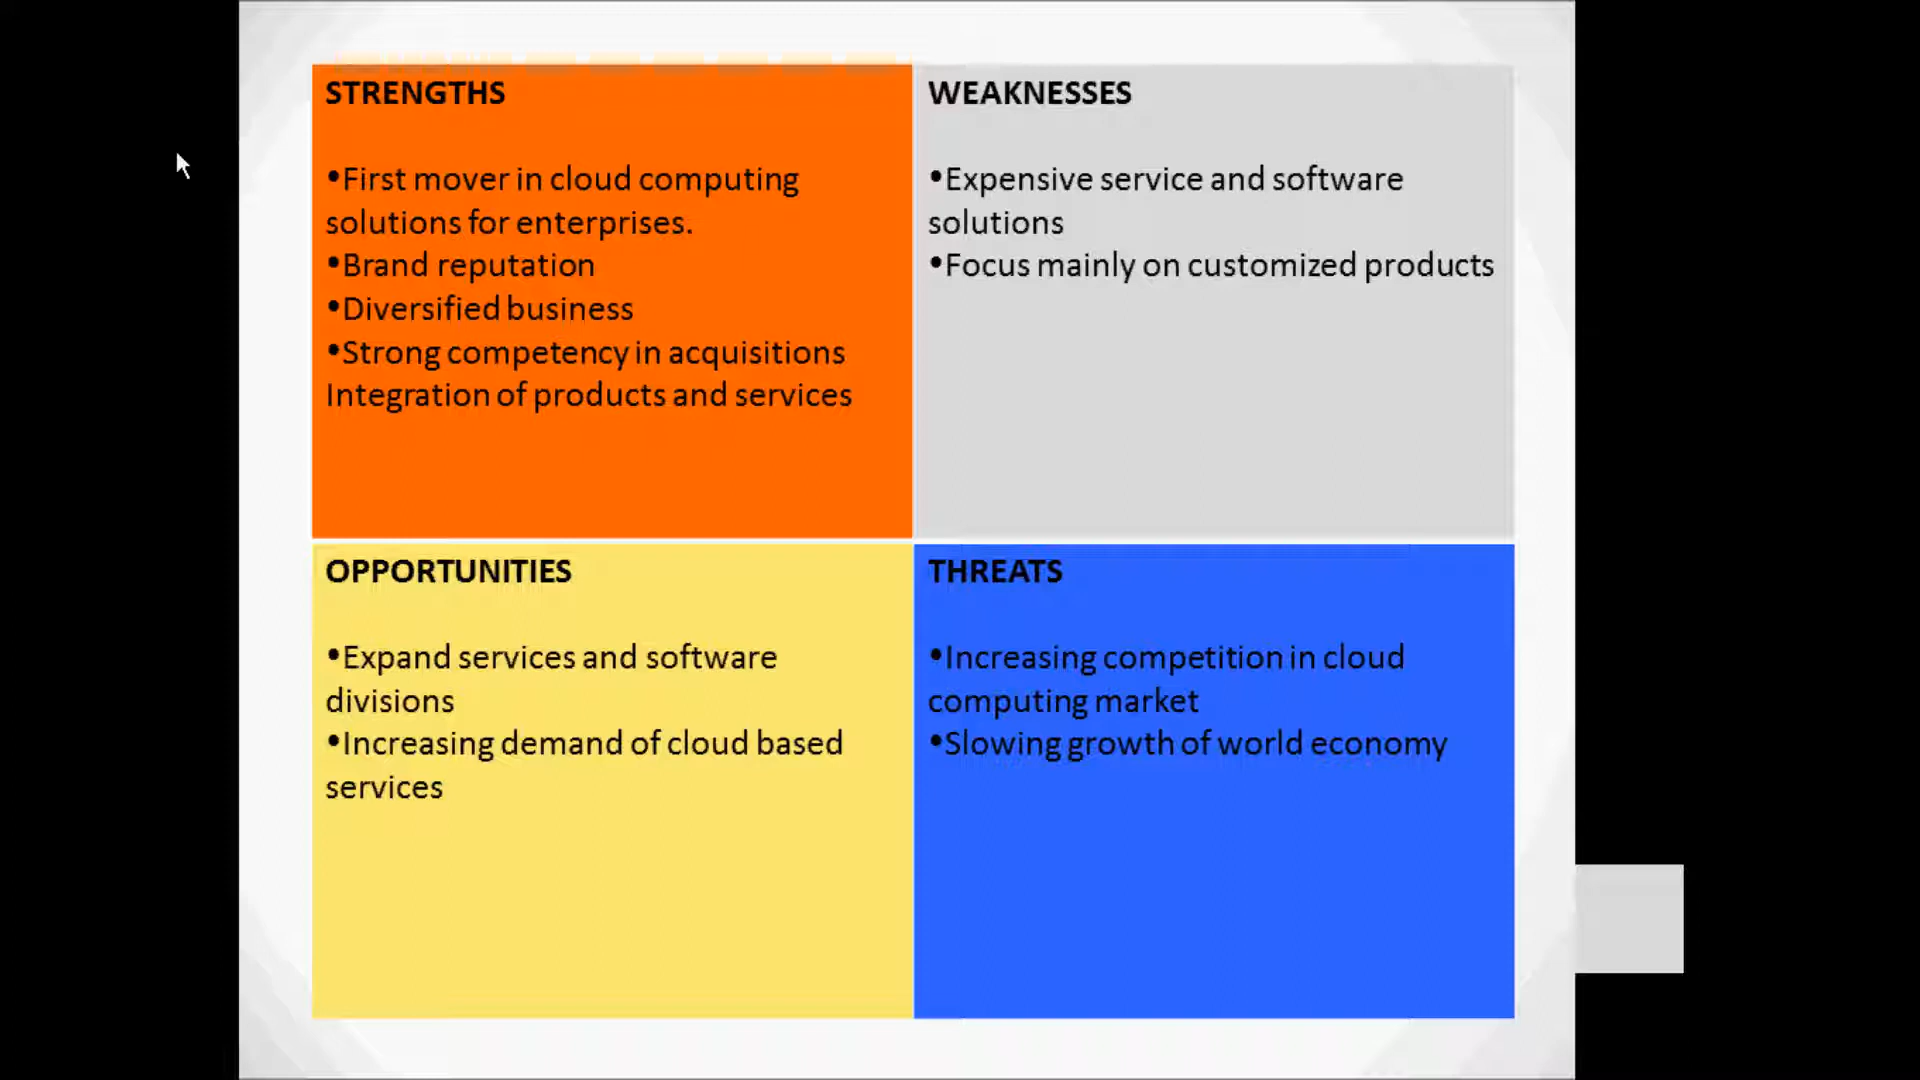 STRENGTHS
•First mover in cloud computing
solutions for enterprises.
•Brand reputation
•Diversified business
•Strong competency in acquisitions
Integration of products and services
WEAKNESSES
•Expensive service and software
solutions
•Focus mainly on customized products
OPPORTUNITIES
•Expand services and software
divisions
•Increasing demand of cloud based
services
THREATS
•Increasing competition in cloud
computing market
•Slowing growth of world economy